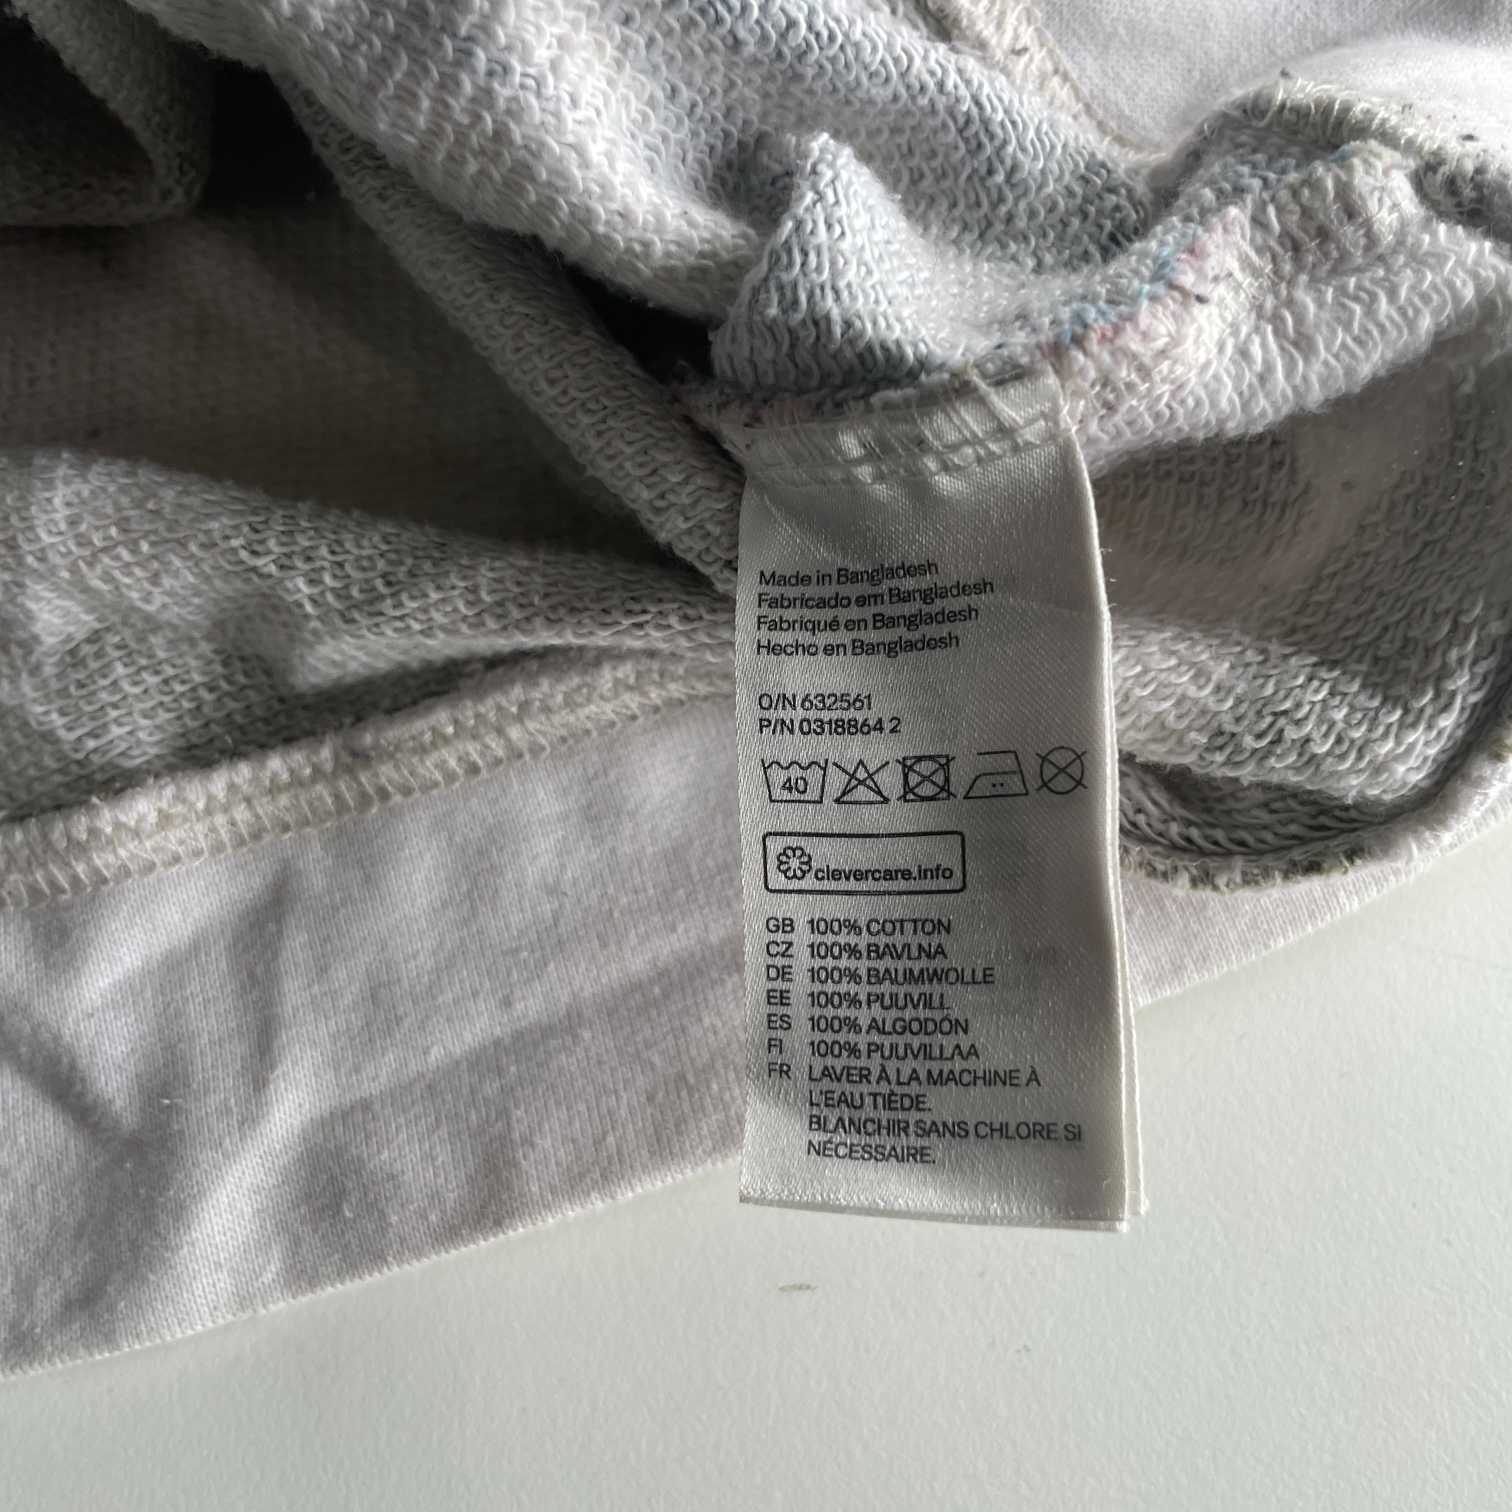 Made in Bangladesh
Fabricado em Bangladesh
Fabriqué en Bangladesh
Hecho en Bangladesh
O/N 632561
P/N 0318864 2
40
clevercare.info
GB 100% COTTON
CZ 100% BAVLNA
DE 100% BAUMWOLLE
EE 100% PUUVILL
ES 100% ALGODÓN
FI 100% PUUVILLAA
FR LAVER À LA MACHINE À
L'EAU TIÈDE.
BLANCHIR SANS CHLORE SI
NÉCESSAIRE.